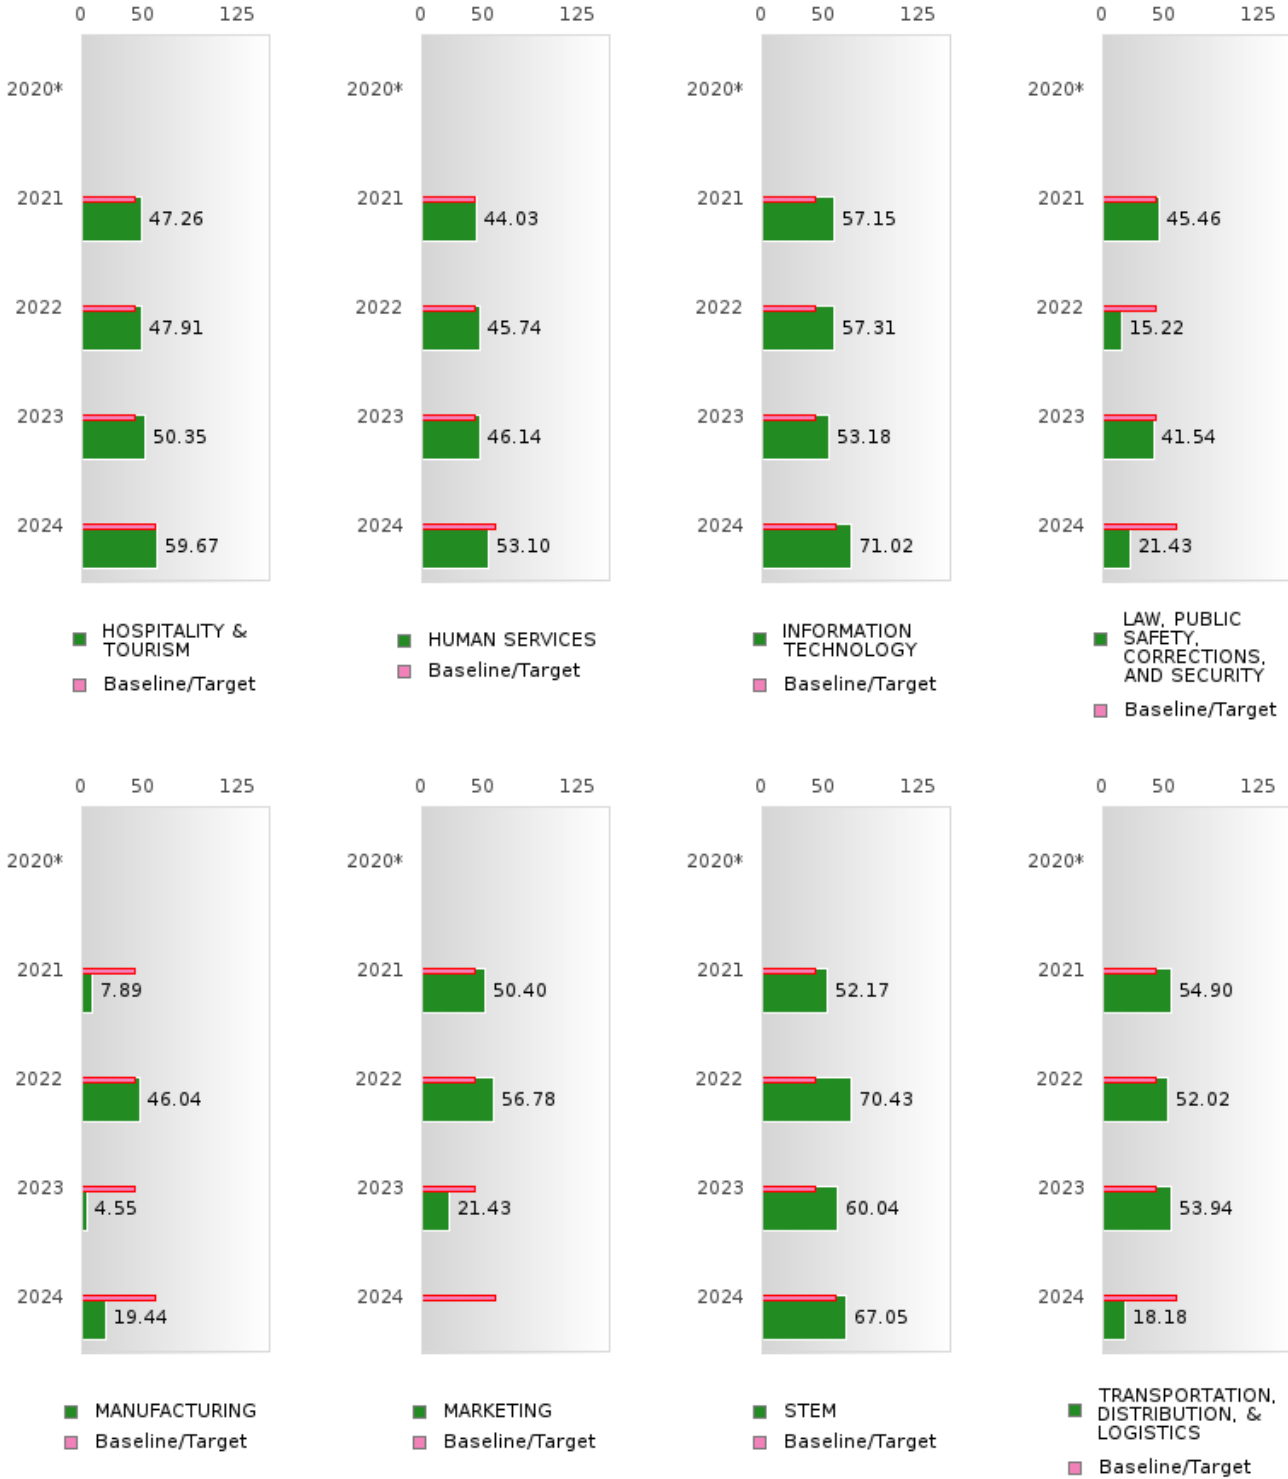 0 50 125
2020*
2021
47.26
2022
47.91
2023
50.35
2024
59.67
HOSPITALITY &
TOURISM
Baseline/Target
0 50 125
2020*
2021
44.03
2022
45.74
2023
46.14
2024
53.10
HUMAN SERVICES
Baseline/Target
0 50 125
2020*
2021
57.15
2022
57.31
2023
53.18
2024
71.02
INFORMATION
TECHNOLOGY
Baseline/Target
0 50 125
2020*
2021
45.46
2022
15.22
2023
41.54
2024
21.43
LAW, PUBLIC
SAFETY,
CORRECTIONS,
AND SECURITY
Baseline/Target
0 50 125
2020*
2021
7.89
2022
46.04
2023
4.55
2024
19.44
MANUFACTURING
Baseline/Target
0 50 125
2020*
2021
50.40
2022
56.78
2023
21.43
2024
MARKETING
Baseline/Target
0 50 125
2020*
2021
52.17
2022
70.43
2023
60.04
2024
67.05
STEM
Baseline/Target
0 50 125
2020*
2021
54.90
2022
52.02
2023
53.94
2024
18.18
TRANSPORTATION,
DISTRIBUTION, &
LOGISTICS
Baseline/Target